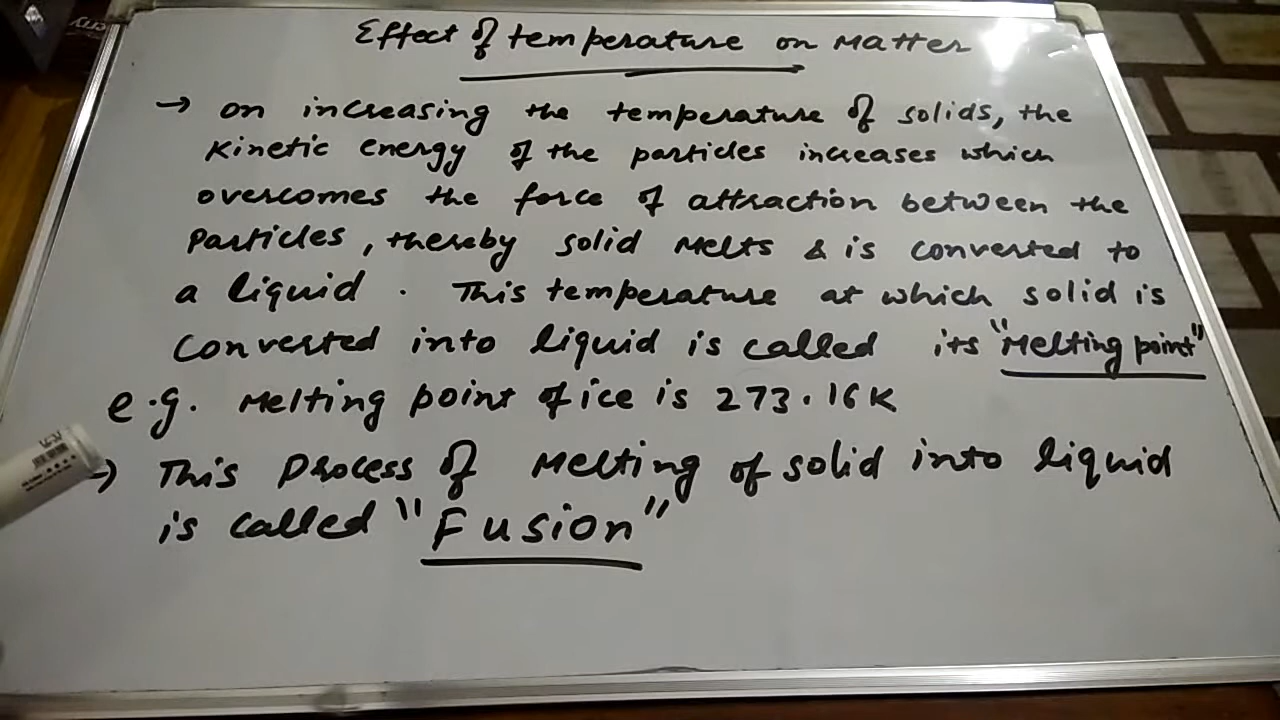 Effect of temperature on Matter
→ on increasing the temperature of solids, the
Kinetic energy of the particles increases which
overcomes the force of attraction between the
Particles, thereby solid Melts & is converted to
a liquid. This temperature at which solid is
converted into liquid is called its "Melting point"
e.g. Melting point of ice is 273.16K
→ This Process of Melting of solid into liquid
is called "Fusion"